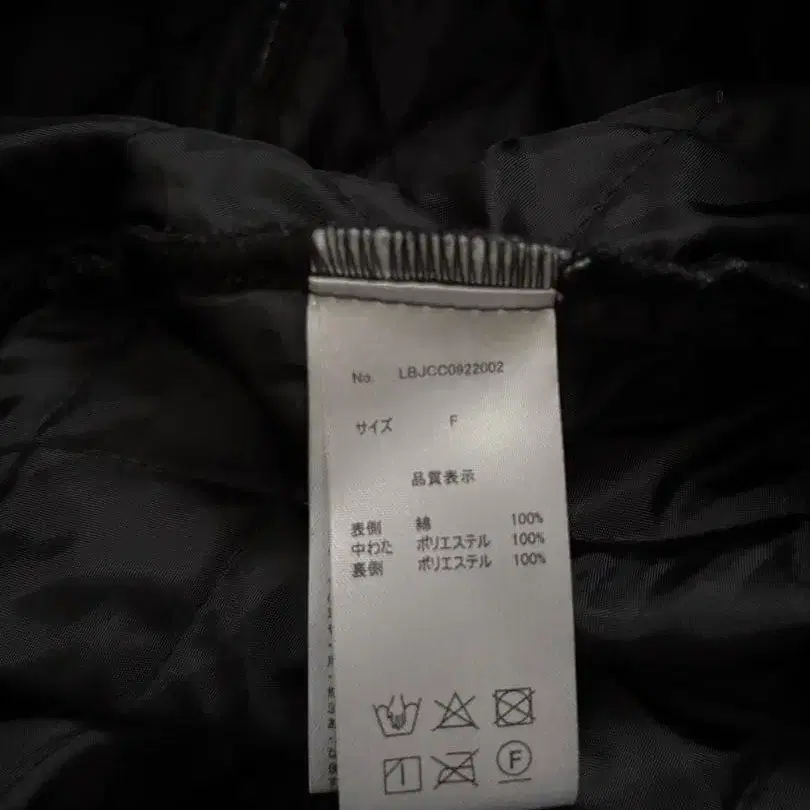 No. LBJCC0922002
サイズ F
品質表示
表側 綿 100%
中わた ポリエステル 100%
裏側 ポリエステル 100%
F